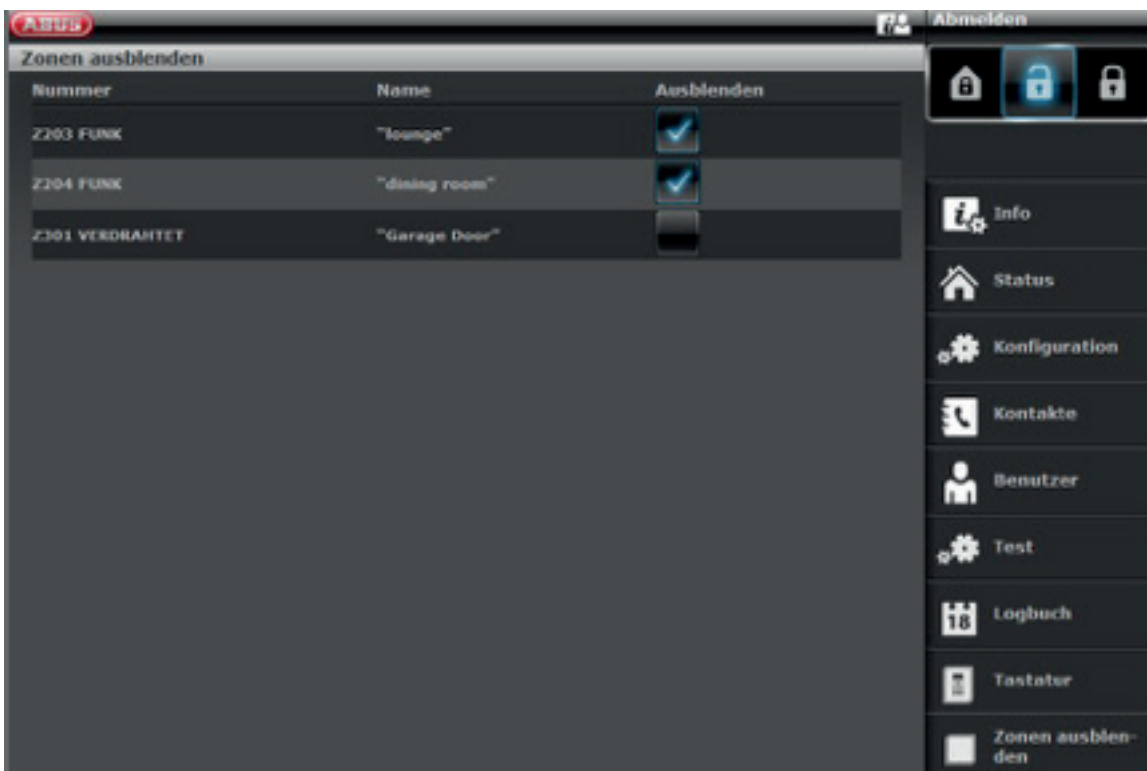 ABUS
Abmelden
Zonen ausblenden
Nummer Name Ausblenden
Z203 FUNK "lounge"
Z204 FUNK "dining room"
Z301 VERDRAHTET "Garage Door"
Info
Status
Konfiguration
Kontakte
Benutzer
Test
18 Logbuch
Tastatur
Zonen ausblen-
den